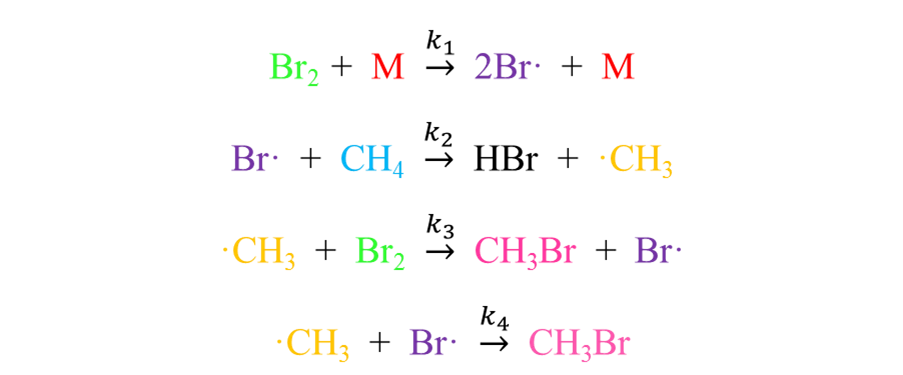 Br₂ + M k₁→ 2Br· + M
Br· + CH₄ k₂→ HBr + ·CH₃
·CH₃ + Br₂ k₃→ CH₃Br + Br·
·CH₃ + Br· k₄→ CH₃Br